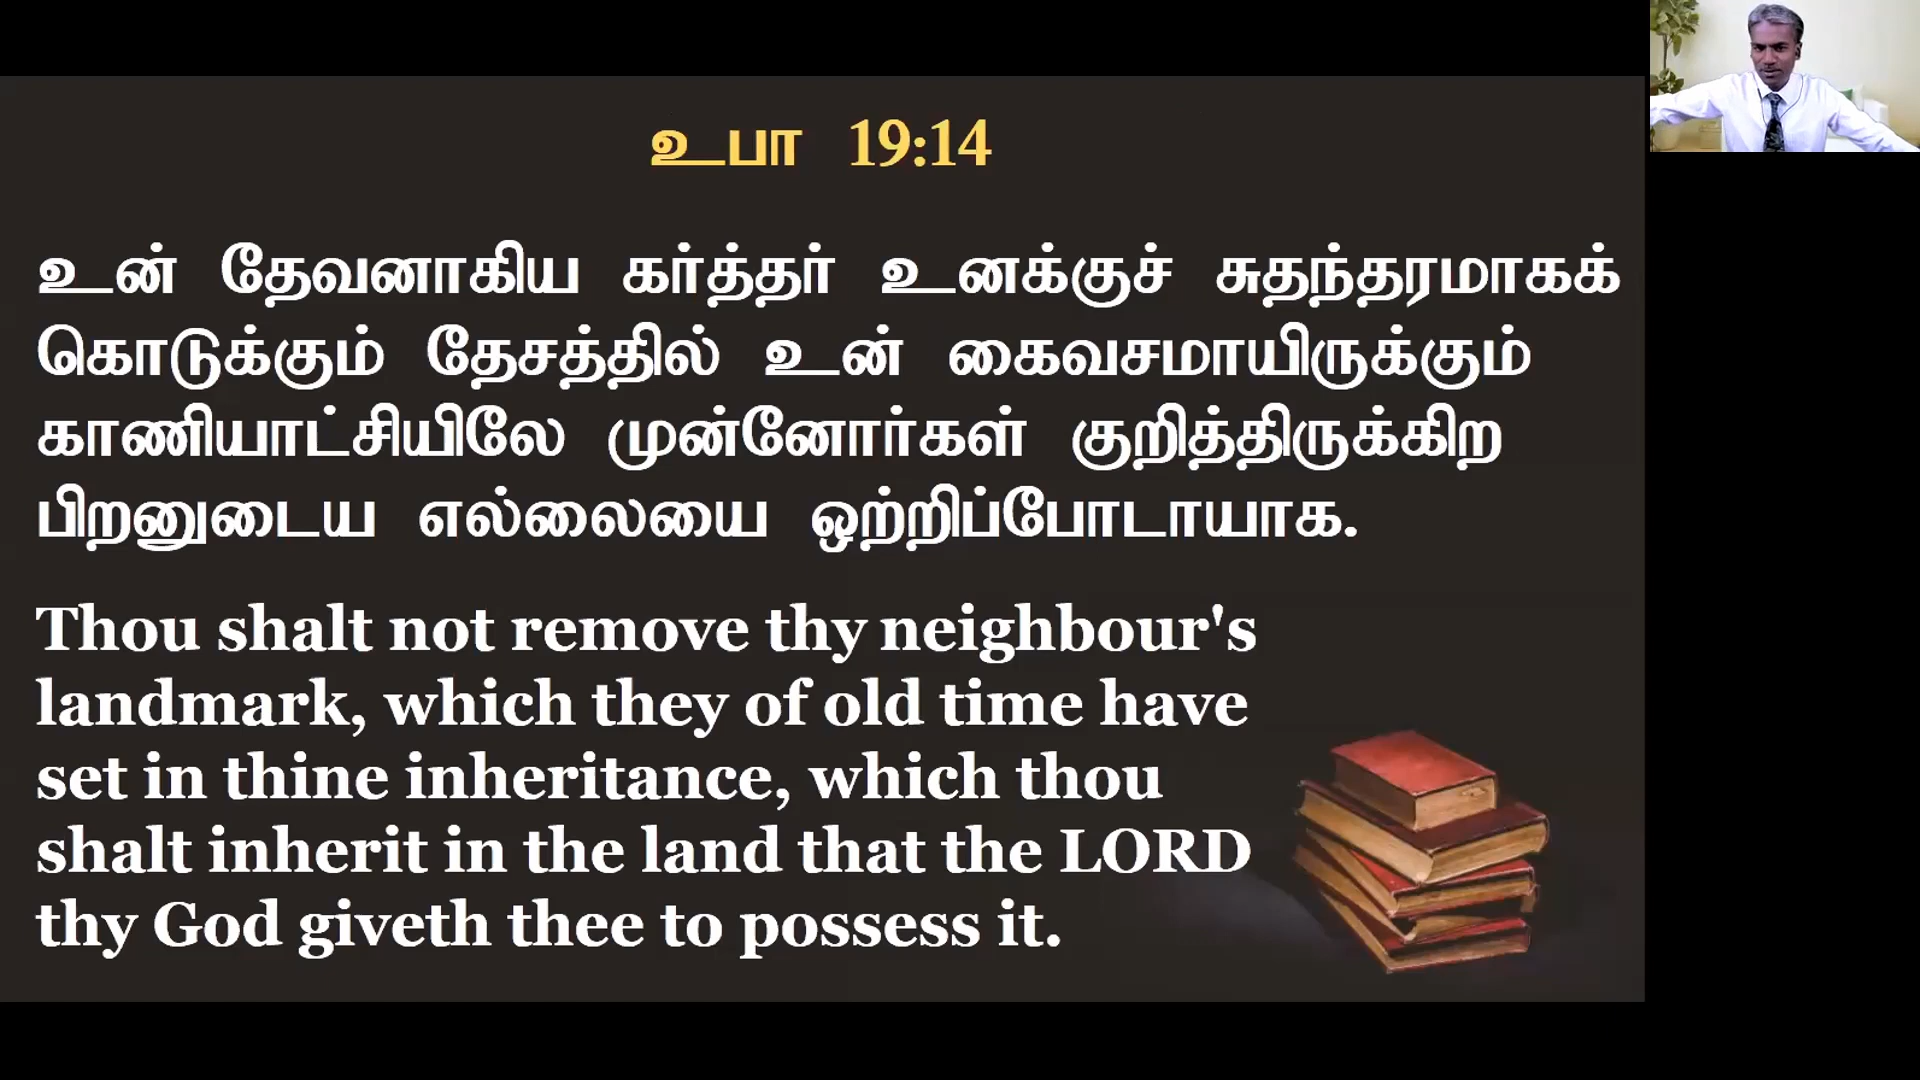 உபா 19:14
உன் தேவனாகிய கர்த்தர் உனக்குச் சுதந்தரமாகக்
கொடுக்கும் தேசத்தில் உன் கைவசமாயிருக்கும்
காணியாட்சியிலே முன்னோர்கள் குறித்திருக்கிற
பிறனுடைய எல்லையை ஒற்றிப்போடாயாக.
Thou shalt not remove thy neighbour's
landmark, which they of old time have
set in thine inheritance, which thou
shalt inherit in the land that the LORD
thy God giveth thee to possess it.